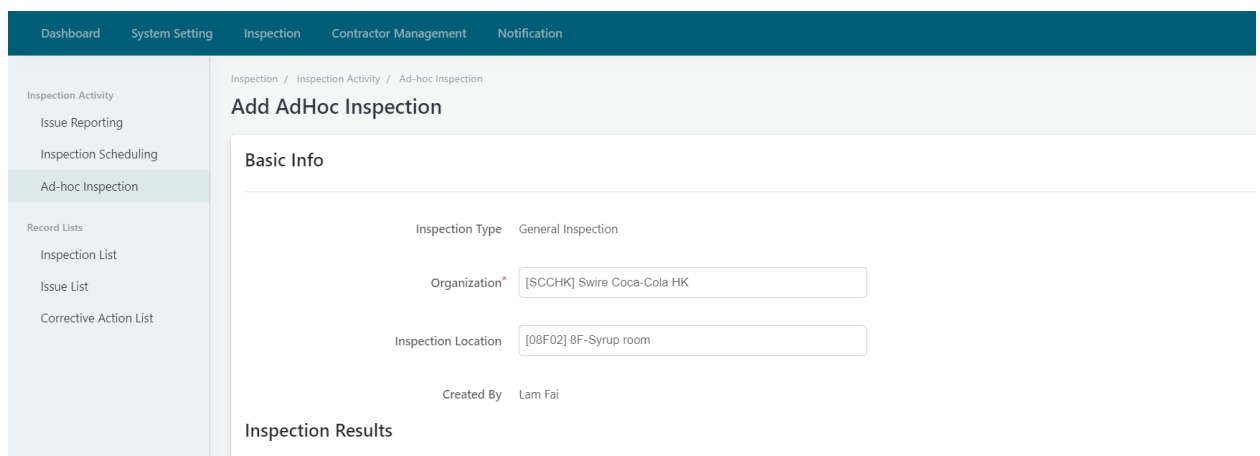 Dashboard System Setting Inspection Contractor Management Notification
Inspection / Inspection Activity / Ad-hoc Inspection
Inspection Activity
Issue Reporting
Inspection Scheduling
Ad-hoc Inspection
Record Lists
Inspection List
Issue List
Corrective Action List
Add AdHoc Inspection
Basic Info
Inspection Type General Inspection
Organization* [SCCHK] Swire Coca-Cola HK
Inspection Location [08F02] 8F-Syrup room
Created By Lam Fai
Inspection Results